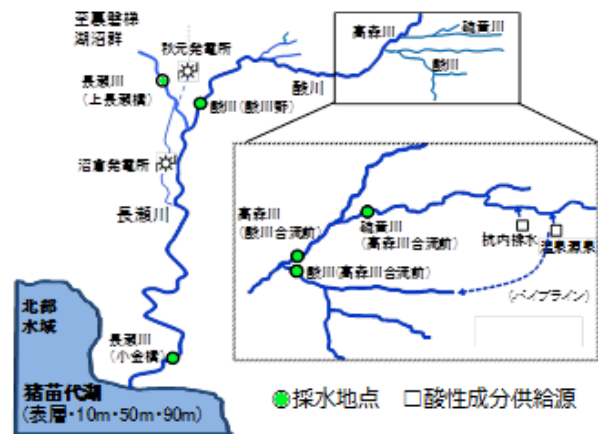 至裏磐梯
湖沼群
秋元発電所
長瀬川
(上長瀬橋)
酸川(酸川野)
酸川
高森川
硫黄川
酸川
沼倉発電所
長瀬川
高森川
(酸川合流前)
硫黄川
(高森川合流前)
酸川(高森川合流前)
坑内排水
温泉源泉
(パイプライン)
北部
水域
長瀬川
(小金橋)
猪苗代湖
(表層・10m・50m・90m)
●採水地点 □酸性成分供給源